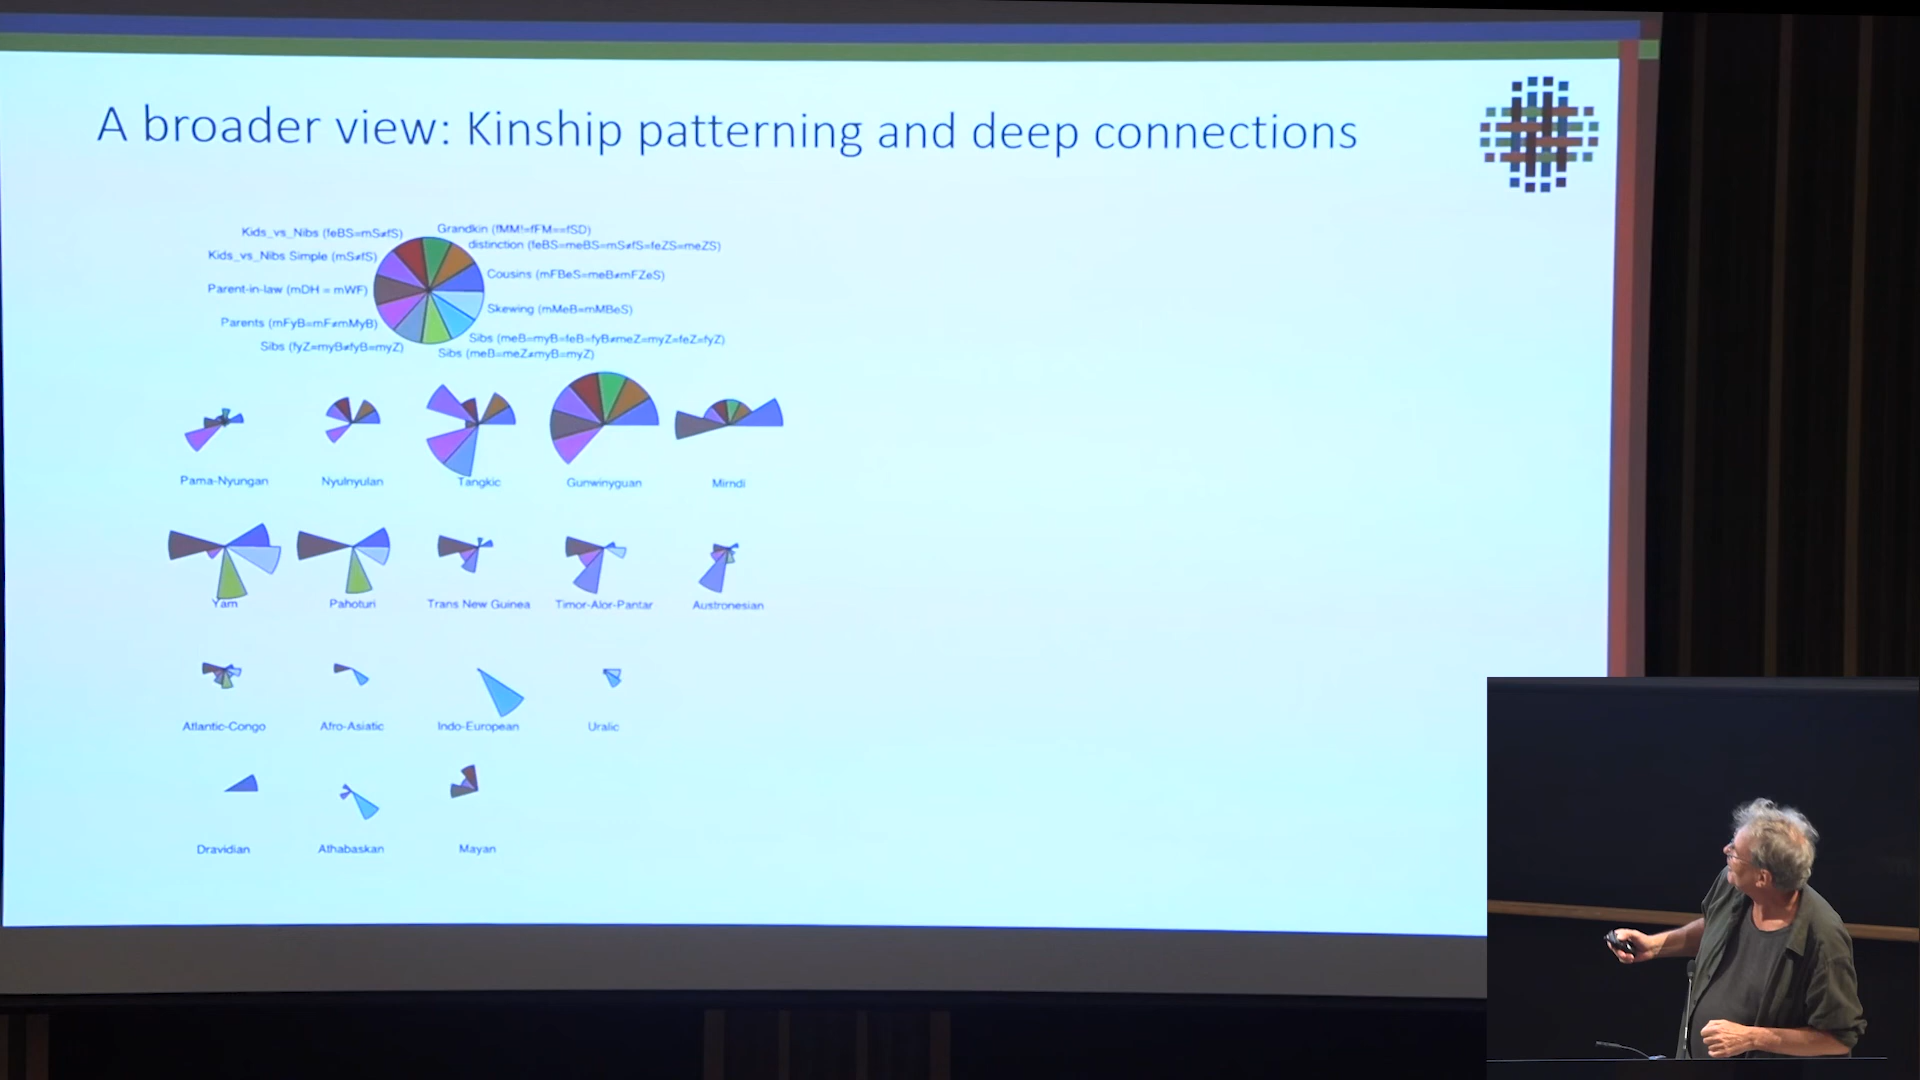 A broader view: Kinship patterning and deep connections
Kids_vs_Nibs (feBS=mS≠fS)
Grandkin (fMM!=fFM==fSD)
distinction (feBS=meBS=mS≠fS=feZS=meZS)
Kids_vs_Nibs Simple (mS≠fS)
Cousins (mFBeS=meB≠mFZeS)
Parent-in-law (mDH = mWF)
Skewing (mMeB=mMBeS)
Parents (mFyB=mF≠mMyB)
Sibs (meB=myB=feB=fyB≠meZ=myZ=feZ=fyZ)
Sibs (fyZ=myB≠fyB=myZ)
Sibs (meB=meZ≠myB=myZ)
Pama-Nyungan
Nyulnyulan
Tangkic
Gunwinyguan
Mirndi
Yam
Pahoturi
Trans New Guinea
Timor-Alor-Pantar
Austronesian
Atlantic-Congo
Afro-Asiatic
Indo-European
Uralic
Dravidian
Athabaskan
Mayan